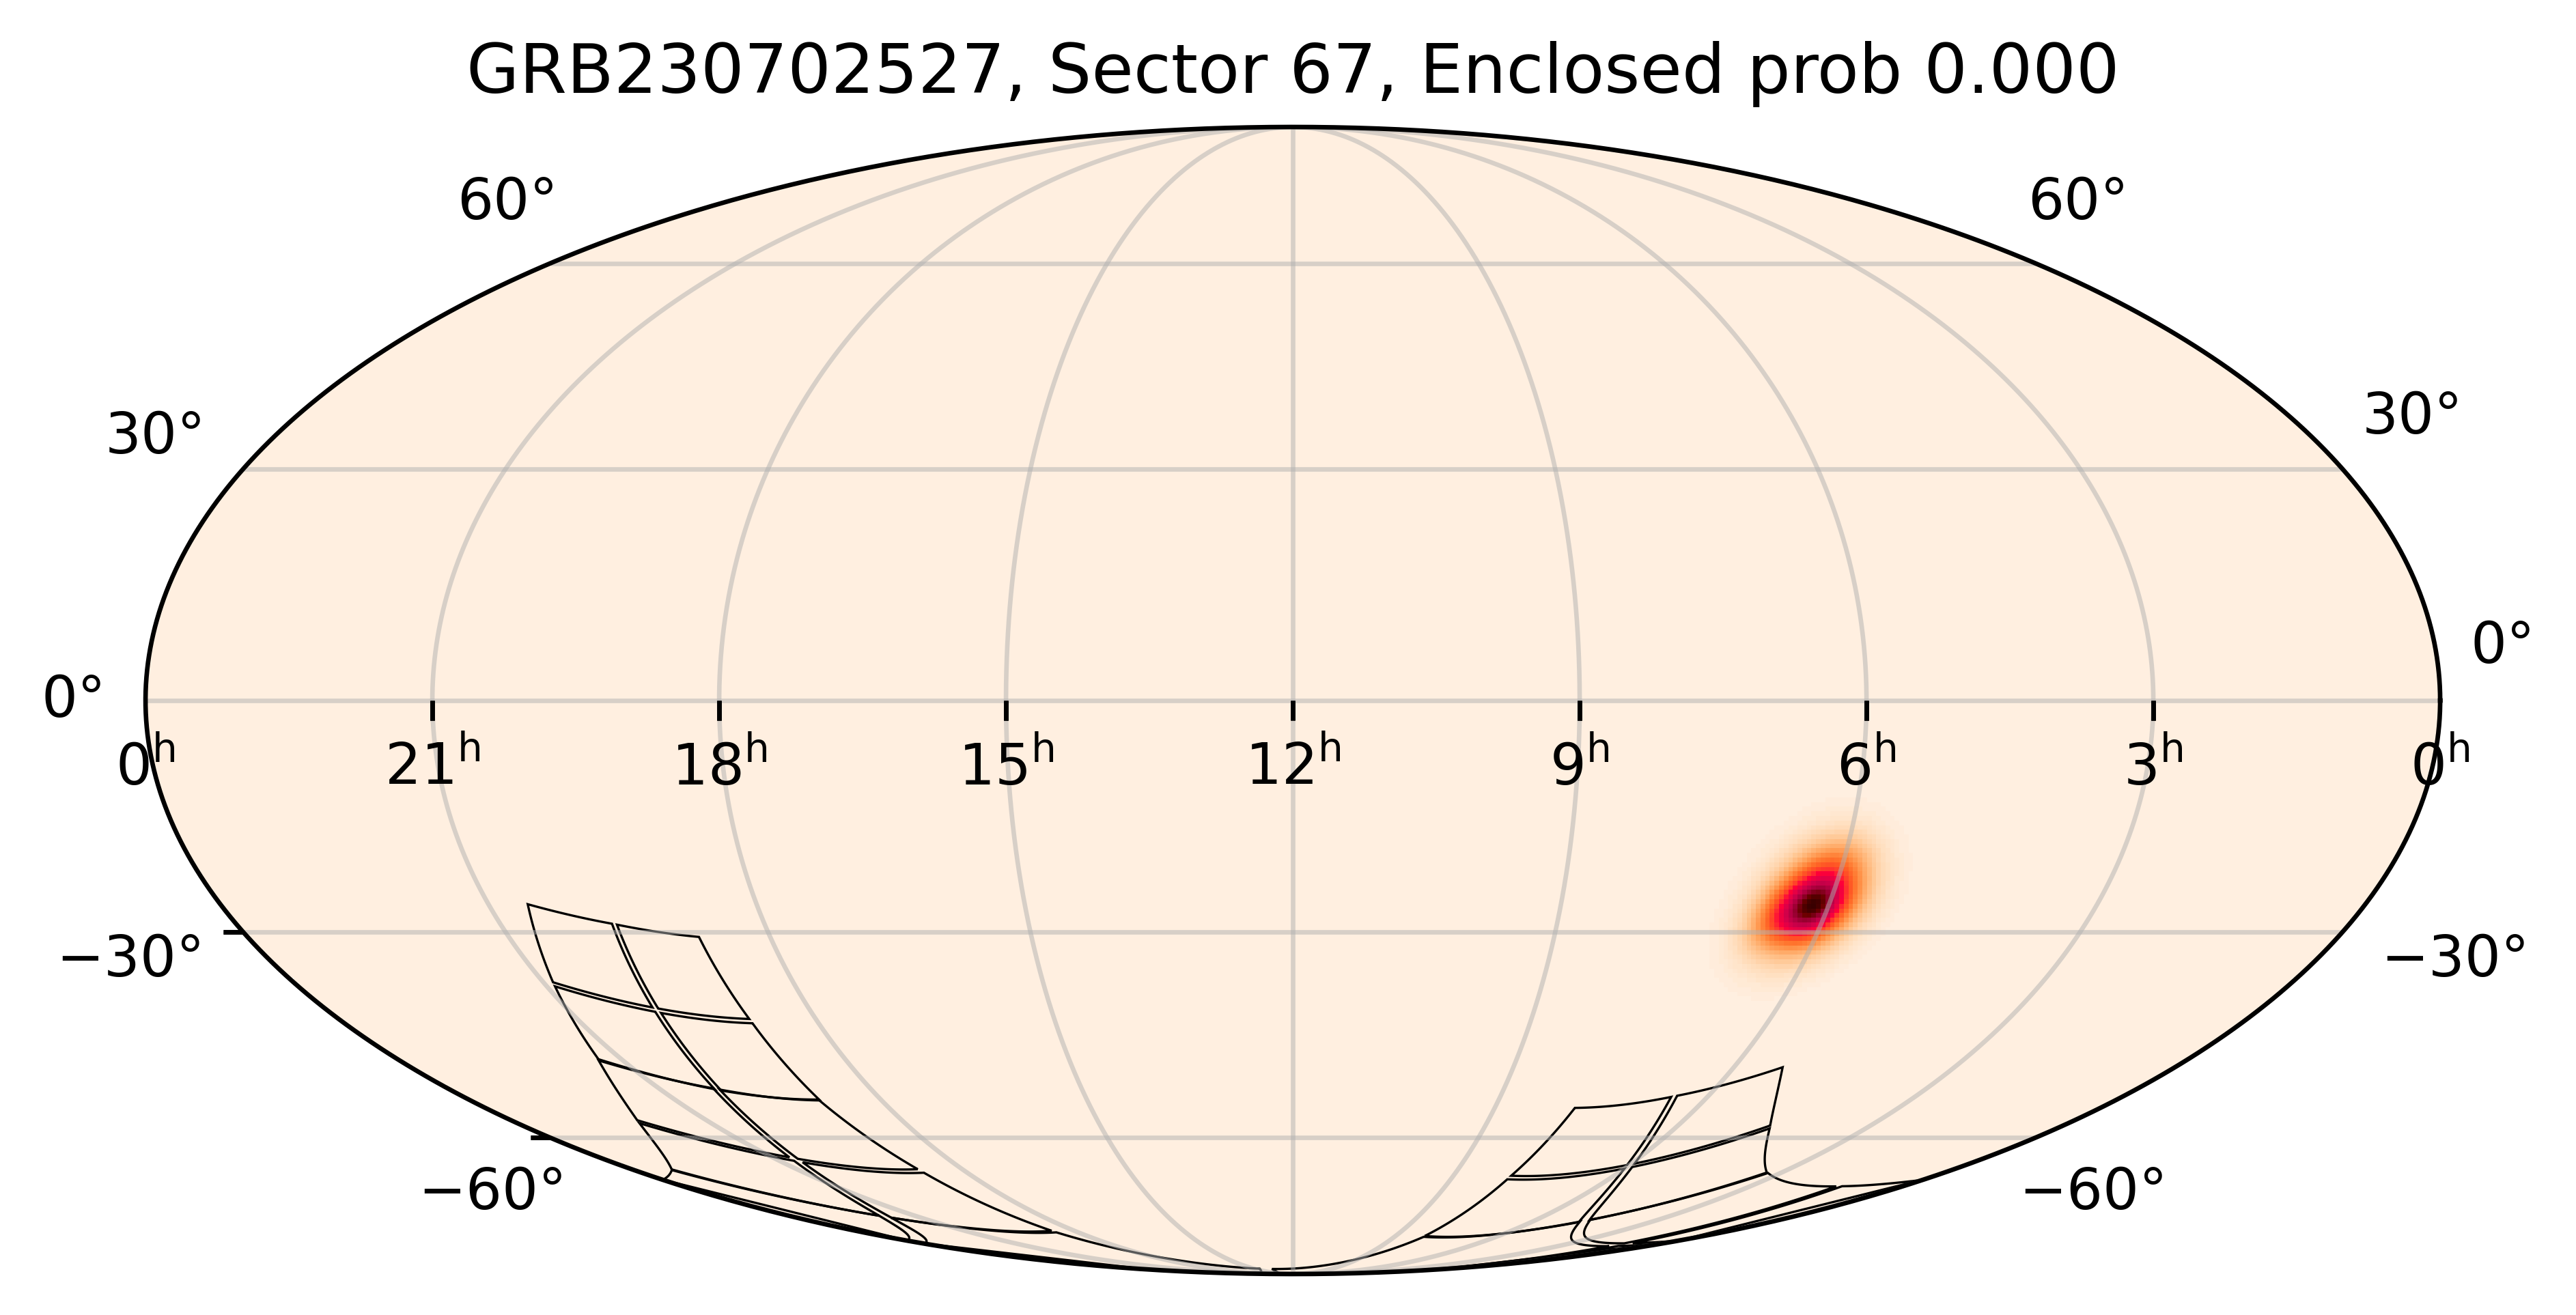 GRB230702527, Sector 67, Enclosed prob 0.000
60° 60°
30° 30°
0° 0°
0ʰ 21ʰ 18ʰ 15ʰ 12ʰ 9ʰ 6ʰ 3ʰ 0ʰ
−30° −30°
−60° −60°